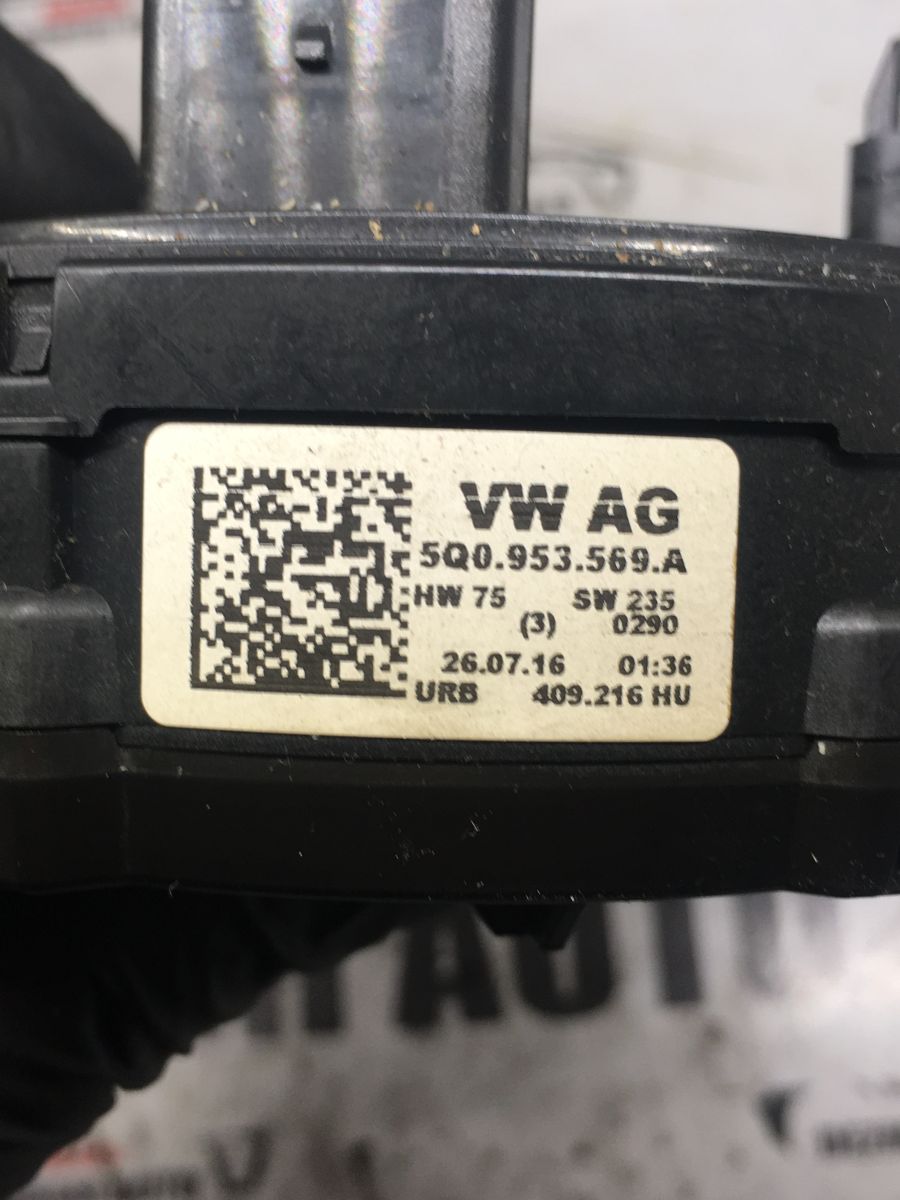 VW AG
5Q0.953.569.A
HW 75 SW 235
(3) 0290
26.07.16 01:36
URB 409.216 HU